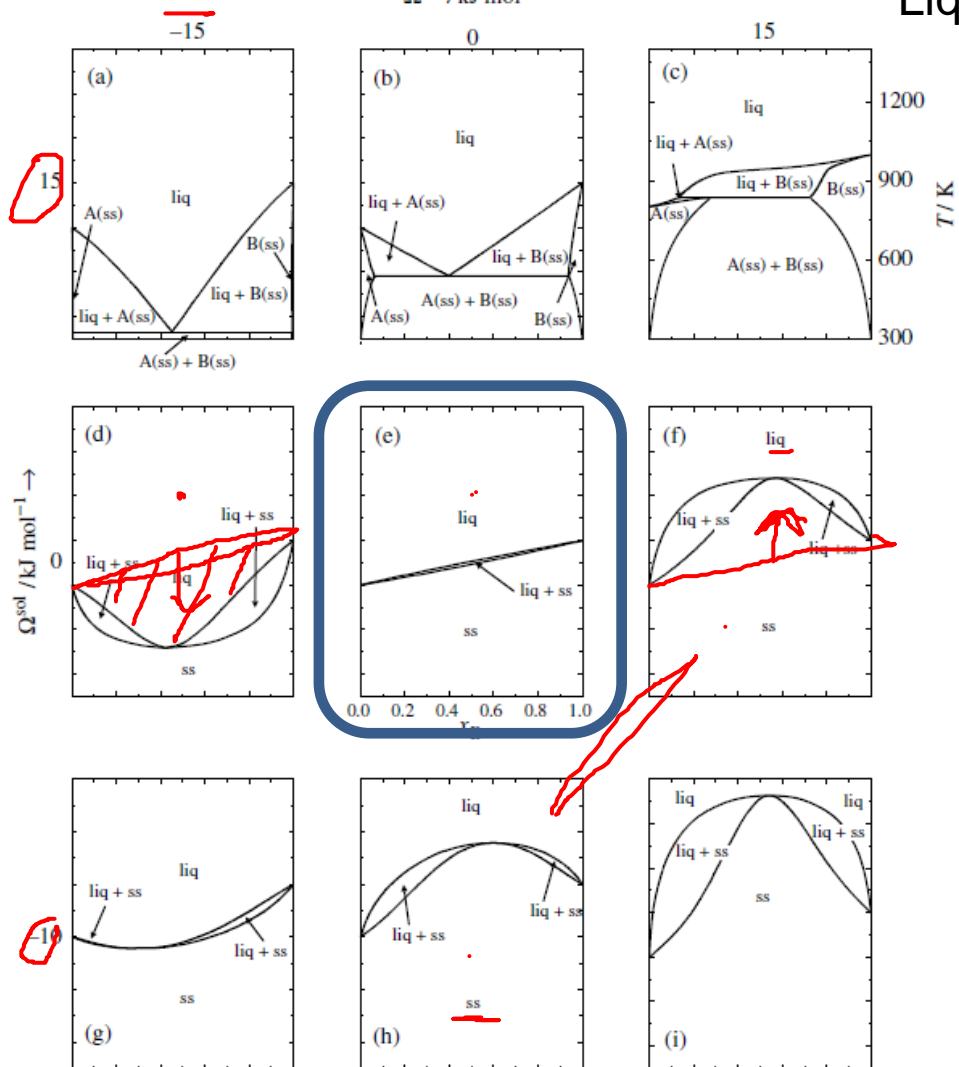 Liq
-15
0
15
(a)
(b)
(c)
liq
1200
liq
liq + A(ss)
15
liq
liq + B(ss)
B(ss)
900
A(ss)
liq + A(ss)
A(ss)
T / K
B(ss)
liq + B(ss)
A(ss) + B(ss)
600
liq + B(ss)
A(ss) + B(ss)
liq + A(ss)
A(ss)
B(ss)
300
A(ss) + B(ss)
(d)
(e)
(f)
liq
Ωsol / kJ mol−1 →
liq + ss
liq
liq + ss
0
liq + ss
liq + ss
liq
liq + ss
ss
ss
ss
0.0 0.2 0.4 0.6 0.8 1.0
liq
liq
liq
liq + ss
liq
liq + ss
liq + ss
ss
-10
liq + ss
liq + ss
liq + ss
ss
ss
(g)
(h)
(i)